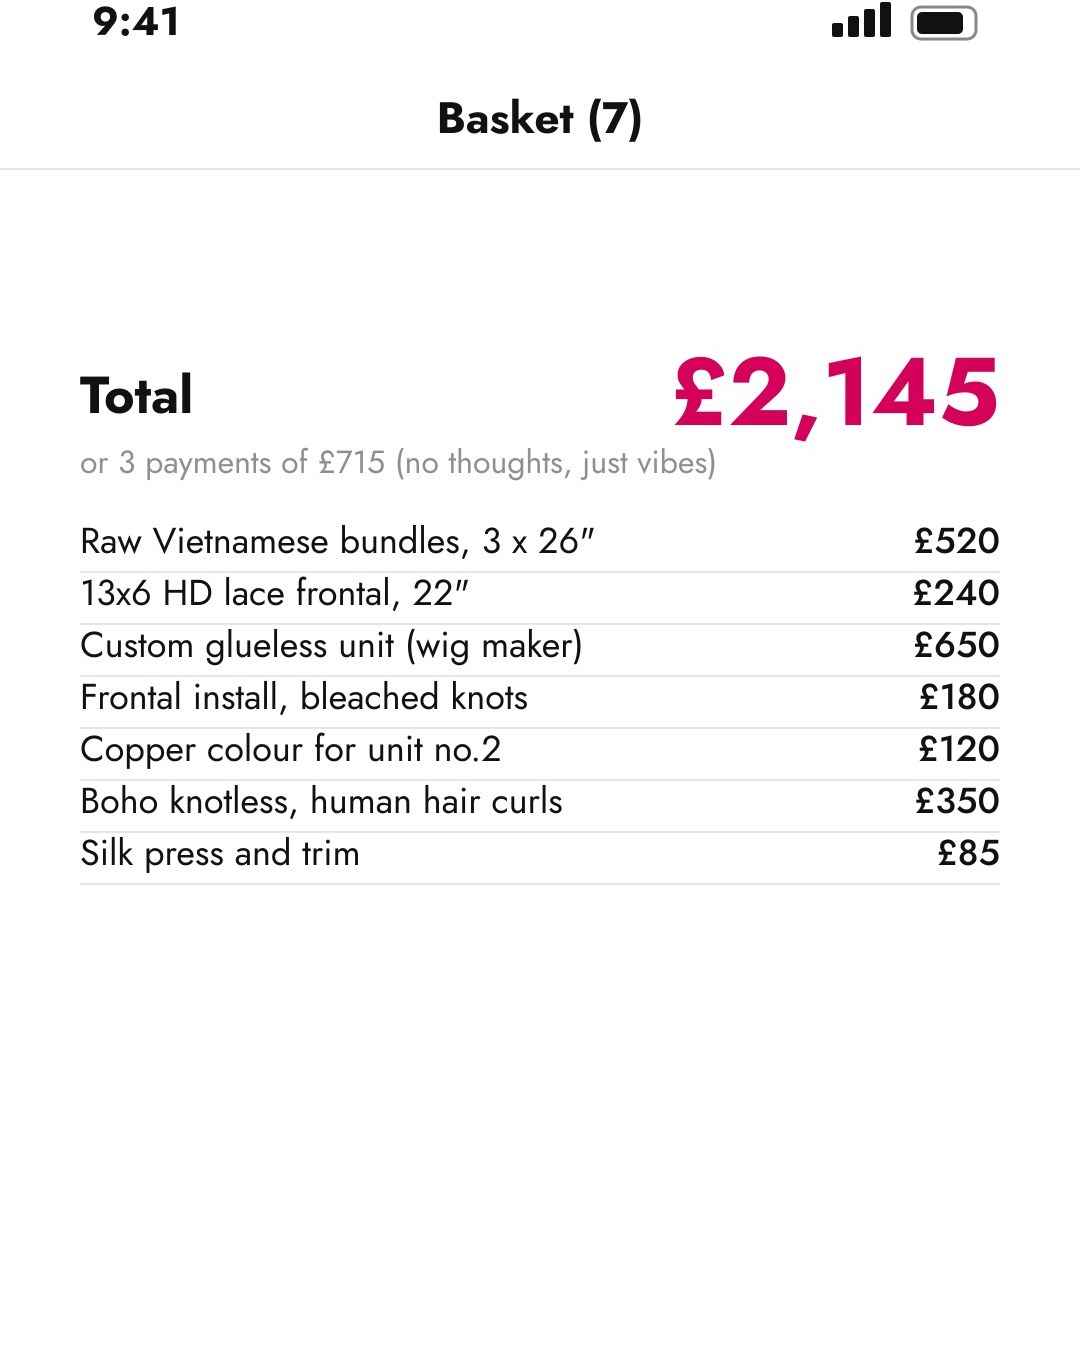 9:41
Basket (7)
Total £2,145
or 3 payments of £715 (no thoughts, just vibes)
Raw Vietnamese bundles, 3 x 26" £520
13x6 HD lace frontal, 22" £240
Custom glueless unit (wig maker) £650
Frontal install, bleached knots £180
Copper colour for unit no.2 £120
Boho knotless, human hair curls £350
Silk press and trim £85